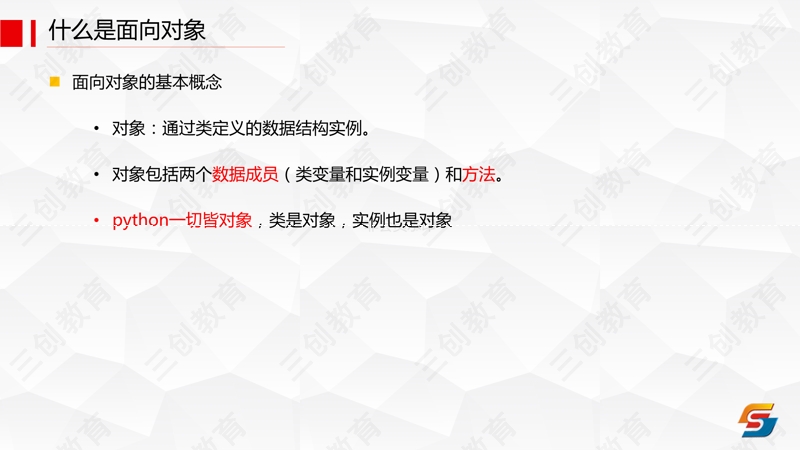 什么是面向对象
面向对象的基本概念
• 对象：通过类定义的数据结构实例。
• 对象包括两个数据成员（类变量和实例变量）和方法。
• python一切皆对象，类是对象，实例也是对象
三创教育